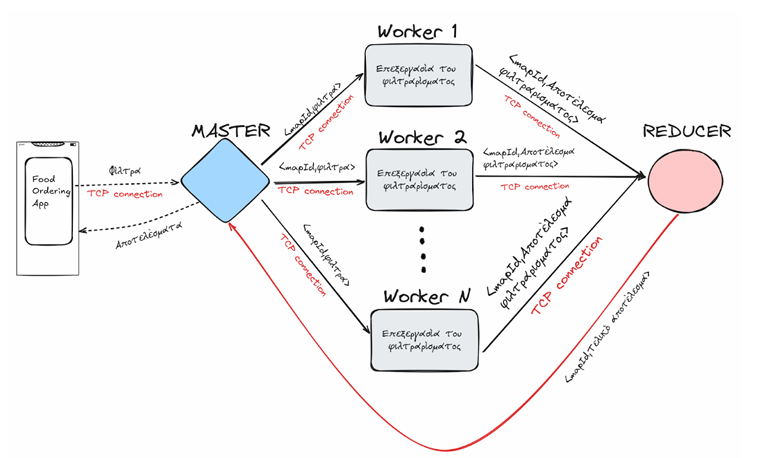 Worker 1
Επεξεργασία του
φιλτραρίσματος
<mapId,φίλτρα>
TCP connection
<mapId,Αποτέλεσμα
φιλτραρίσματος>
TCP connection
MASTER
Worker 2
REDUCER
Food
Ordering
App
Φίλτρα
TCP connection
Αποτελέσματα
<mapId,φίλτρα>
TCP connection
Επεξεργασία του
φιλτραρίσματος
<mapId,Αποτέλεσμα
φιλτραρίσματος>
TCP connection
<mapId,φίλτρα>
TCP connection
<mapId,Αποτέλεσμα
φιλτραρίσματος>
TCP connection
Worker N
Επεξεργασία του
φιλτραρίσματος
<mapId,Τελικό αποτέλεσμα>